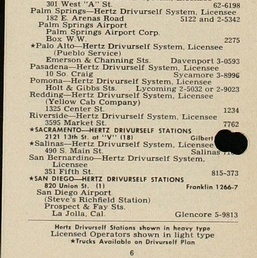 301 West "A" St. 62-6198
Palm Springs—Hertz Drivurself System, Licensee
182 E. Arenas Road 5122 and 2-5342
Palm Springs Airport
Palm Springs Airport Corp.
Box W.W 2275
★Palo Alto—Hertz Drivurself System, Licensee
(Pueblo Service)
Emerson & Channing Sts. Davenport 3-0593
Pasadena—Hertz Drivurself System, Licensee
10 So. Craig Sycamore 3-8996
Pomona—Hertz Drivurself System, Licensee
Holt & Gibbs Sts. Lycoming 2-5032 or 2-9023
Redding—Hertz Drivurself System, Licensee
(Yellow Cab Company)
1325 Center St. 1234
Riverside—Hertz Drivurself System, Licensee
3595 Market St. 7762
★SACRAMENTO—HERTZ DRIVURSELF STATIONS
2121 13th St. at "V" (18) Gilbert
★Salinas—Hertz Drivurself System, Licensee
490 S. Main St. Salinas
San Bernardino—Hertz Drivurself System,
Licensee
351 Fifth St. 815-373
★SAN DIEGO—HERTZ DRIVURSELF STATIONS
820 Union St. (1) Franklin 1266-7
San Diego Airport
(Steve's Richfield Station)
Prospect & Fay Sts.
La Jolla, Cal. Glencore 5-9813
Hertz Drivurself Stations shown in heavy type
Licensed Operators shown in light type
★Trucks Available on Drivurself Plan
6